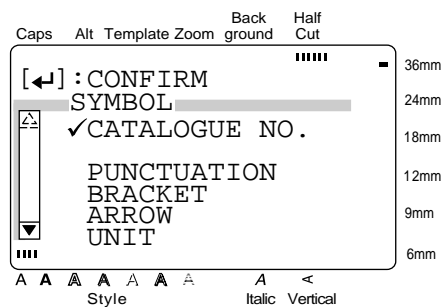 Back Half
Caps Alt Template Zoom ground Cut
36mm
[↵]:CONFIRM
SYMBOL
24mm
✓CATALOGUE NO.
18mm
PUNCTUATION
12mm
BRACKET
ARROW
9mm
UNIT
6mm
A A A A A A A A A
Style Italic Vertical